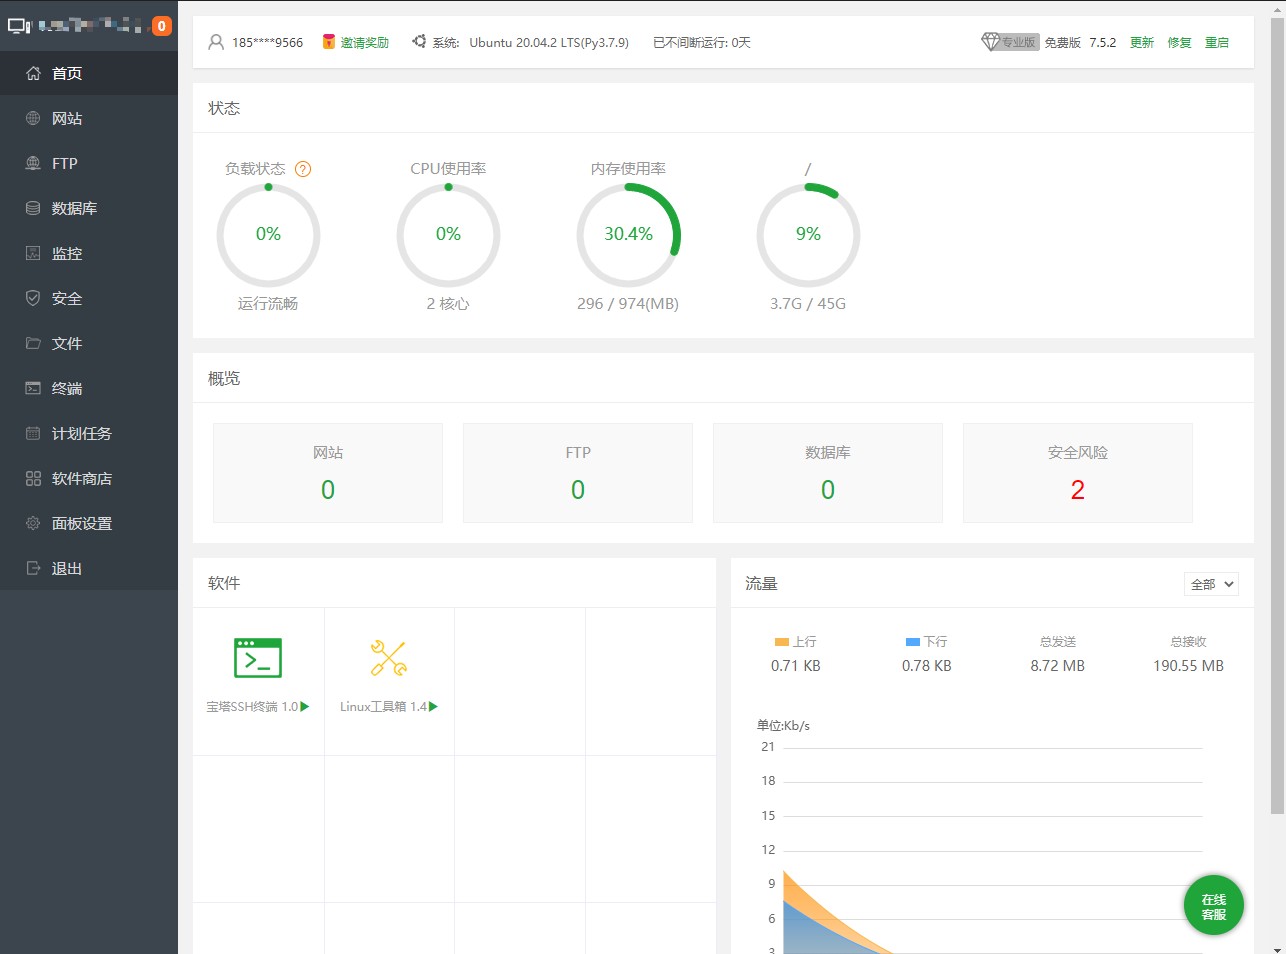 0
首页
网站
FTP
数据库
监控
安全
文件
终端
计划任务
软件商店
面板设置
退出
185****9566 邀请奖励 系统: Ubuntu 20.04.2 LTS(Py3.7.9) 已不间断运行: 0天 专业版 免费版 7.5.2 更新 修复 重启
状态
负载状态 ? CPU使用率 内存使用率 /
0% 0% 30.4% 9%
运行流畅 2 核心 296 / 974(MB) 3.7G / 45G
概览
网站 FTP 数据库 安全风险
0 0 0 2
软件
宝塔SSH终端 1.0 Linux工具箱 1.4
流量 全部
上行 下行 总发送 总接收
0.71 KB 0.78 KB 8.72 MB 190.55 MB
单位:Kb/s
21
18
15
12
9
6
3
在线
客服